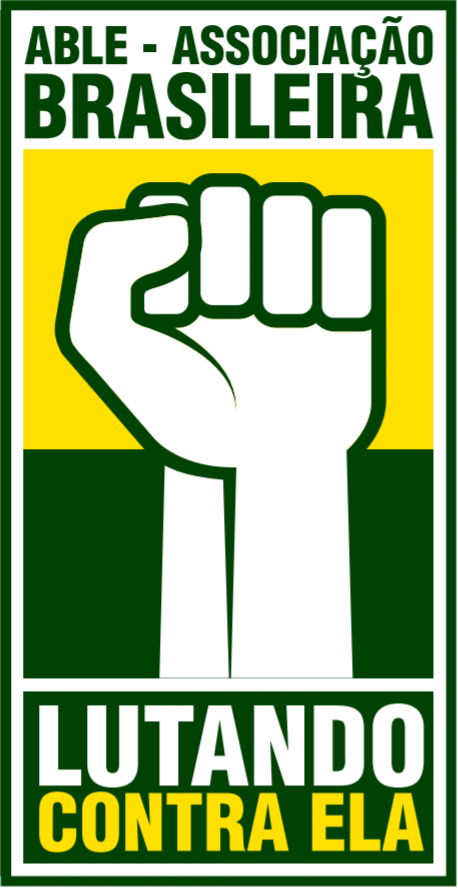 ABLE - ASSOCIAÇÃO
BRASILEIRA
LUTANDO
CONTRA ELA